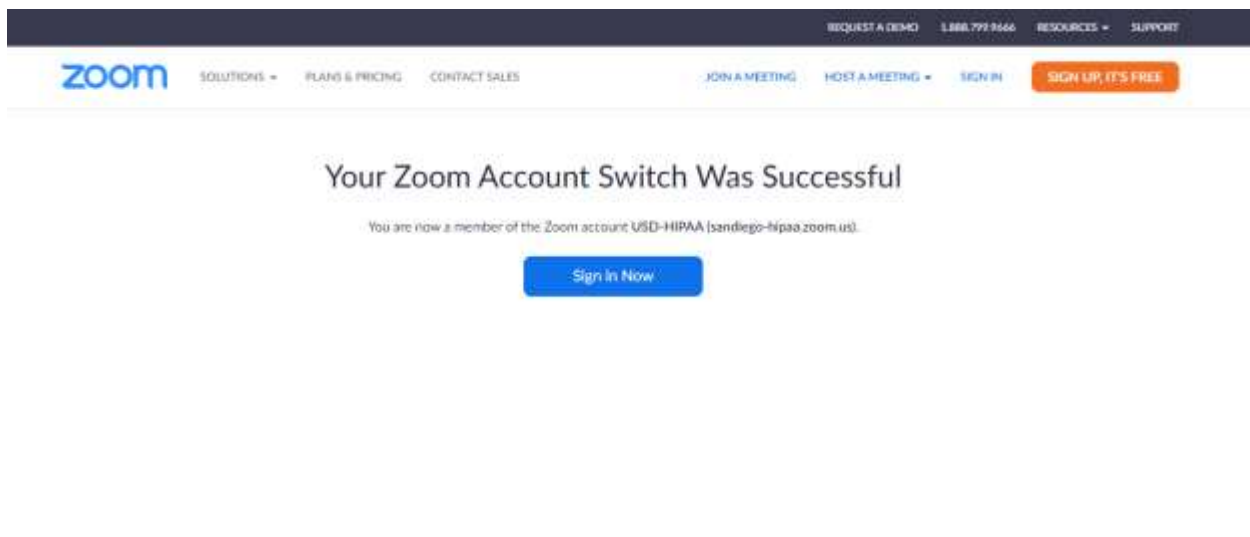 REQUEST A DEMO 1.888.799.9666 RESOURCES SUPPORT
zoom SOLUTIONS PLANS & PRICING CONTACT SALES JOIN A MEETING HOST A MEETING SIGN IN SIGN UP, IT'S FREE
Your Zoom Account Switch Was Successful
You are now a member of the Zoom account USD-HIPAA (sandiego-hipaa.zoom.us).
Sign In Now